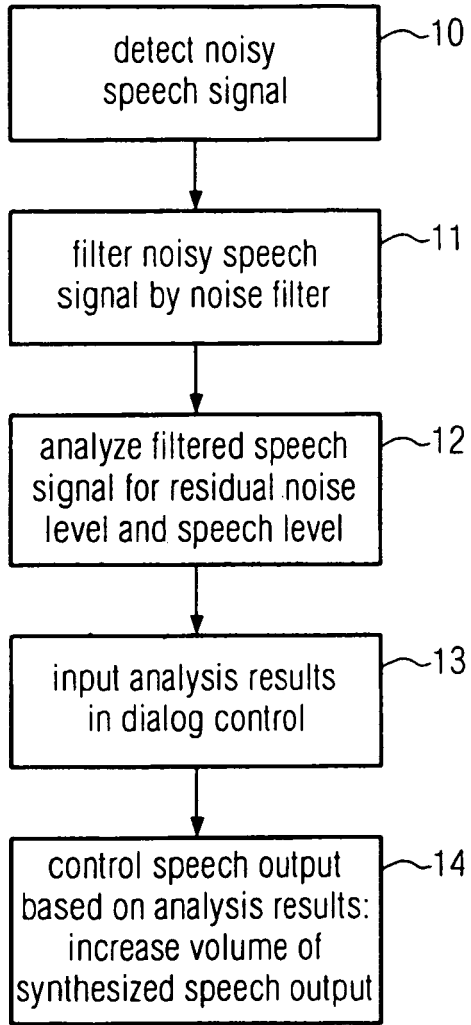 detect noisy
speech signal
10
filter noisy speech
signal by noise filter
11
analyze filtered speech
signal for residual noise
level and speech level
12
input analysis results
in dialog control
13
control speech output
based on analysis results:
increase volume of
synthesized speech output
14